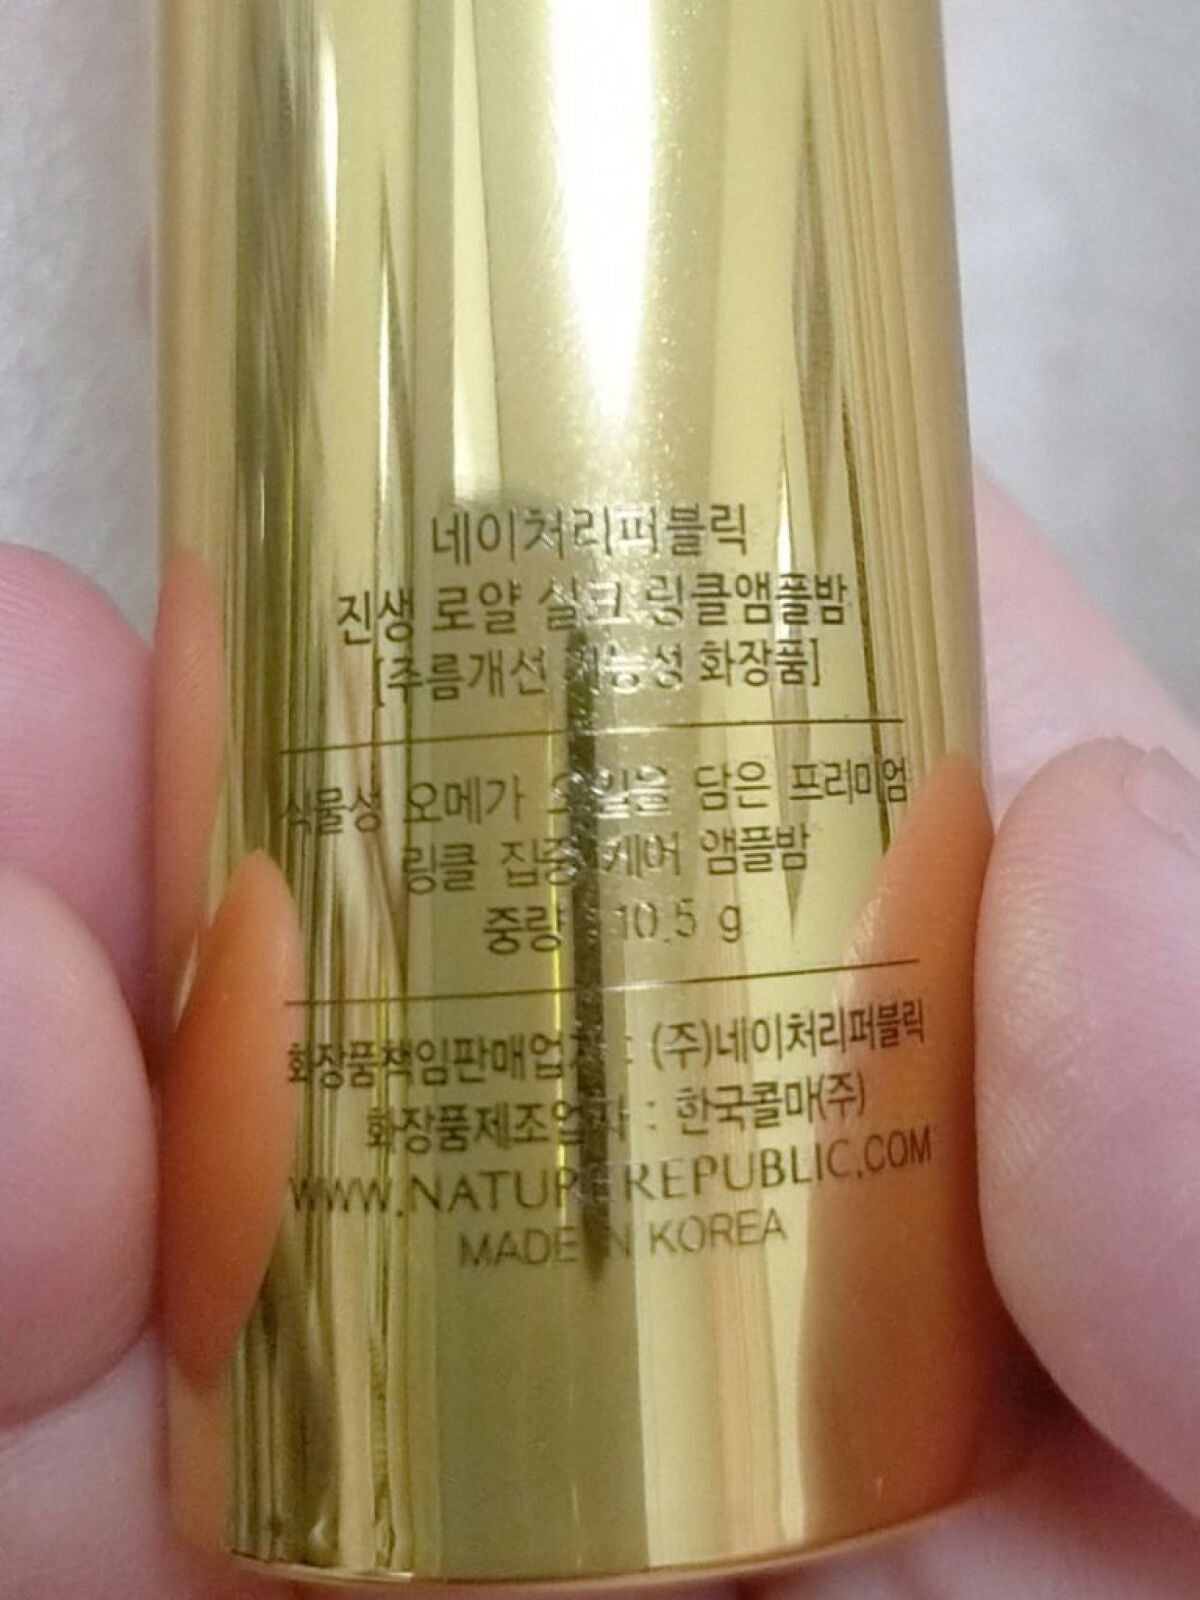 네이처리퍼블릭
진생 로얄 실크 링클앰플밤
[주름개선 기능성 화장품]
식물성 오메가 오일을 담은 프리미엄
링클 집중 케어 앰플밤
중량 : 10.5 g
화장품책임판매업자 : (주)네이처리퍼블릭
화장품제조업자 : 한국콜마(주)
WWW.NATUREREPUBLIC.COM
MADE IN KOREA